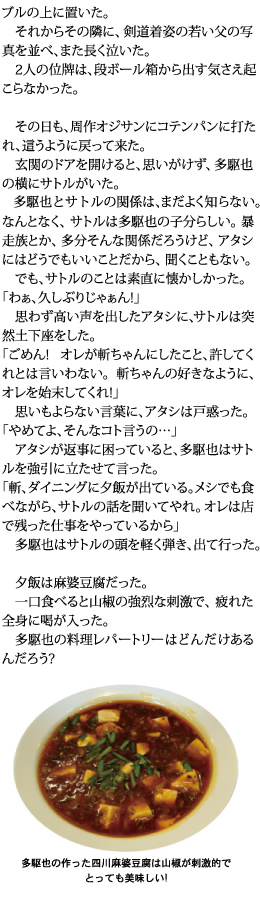 ブルの上に置いた。
　それからその隣に、剣道着姿の若い父の写
真を並べ、また長く泣いた。
　2人の位牌は、段ボール箱から出す気さえ起
こらなかった。

　その日も、周作オジサンにコテンパンに打た
れ、這うように戻って来た。
　玄関のドアを開けると、思いがけず、多駆也
の横にサトルがいた。
　多駆也とサトルの関係は、まだよく知らない。
なんとなく、サトルは多駆也の子分らしい。暴
走族とか、多分そんな関係だろうけど、アタシ
にはどうでもいいことだから、聞くこともない。
　でも、サトルのことは素直に懐かしかった。
「わぁ、久しぶりじゃぁん!」
　思わず高い声を出したアタシに、サトルは突
然土下座をした。
「ごめん!　オレが斬ちゃんにしたこと、許してく
れとは言いわない。斬ちゃんの好きなように、
オレを始末してくれ!」
　思いもよらない言葉に、アタシは戸惑った。
「やめてよ、そんなコト言うの…」
　アタシが返事に困っていると、多駆也はサト
ルを強引に立たせて言った。
「斬、ダイニングに夕飯が出ている。メシでも食
べながら、サトルの話を聞いてやれ。オレは店
で残った仕事をやっているから」
　多駆也はサトルの頭を軽く弾き、出て行った。

　夕飯は麻婆豆腐だった。
　一口食べると山椒の強烈な刺激で、疲れた
全身に喝が入った。
　多駆也の料理レパートリーはどんだけある
んだろう?
多駆也の作った四川麻婆豆腐は山椒が刺激的で
とっても美味しい!